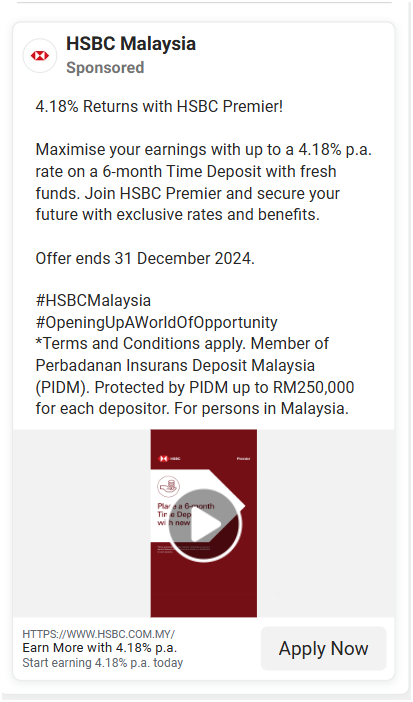 HSBC Malaysia
Sponsored
4.18% Returns with HSBC Premier!
Maximise your earnings with up to a 4.18% p.a.
rate on a 6-month Time Deposit with fresh
funds. Join HSBC Premier and secure your
future with exclusive rates and benefits.
Offer ends 31 December 2024.
#HSBCMalaysia
#OpeningUpAWorldOfOpportunity
*Terms and Conditions apply. Member of
Perbadanan Insurans Deposit Malaysia
(PIDM). Protected by PIDM up to RM250,000
for each depositor. For persons in Malaysia.
HSBC
Premier
Place a 6-month
Time
with new
HTTPS://WWW.HSBC.COM.MY/
Earn More with 4.18% p.a.
Start earning 4.18% p.a. today
Apply Now